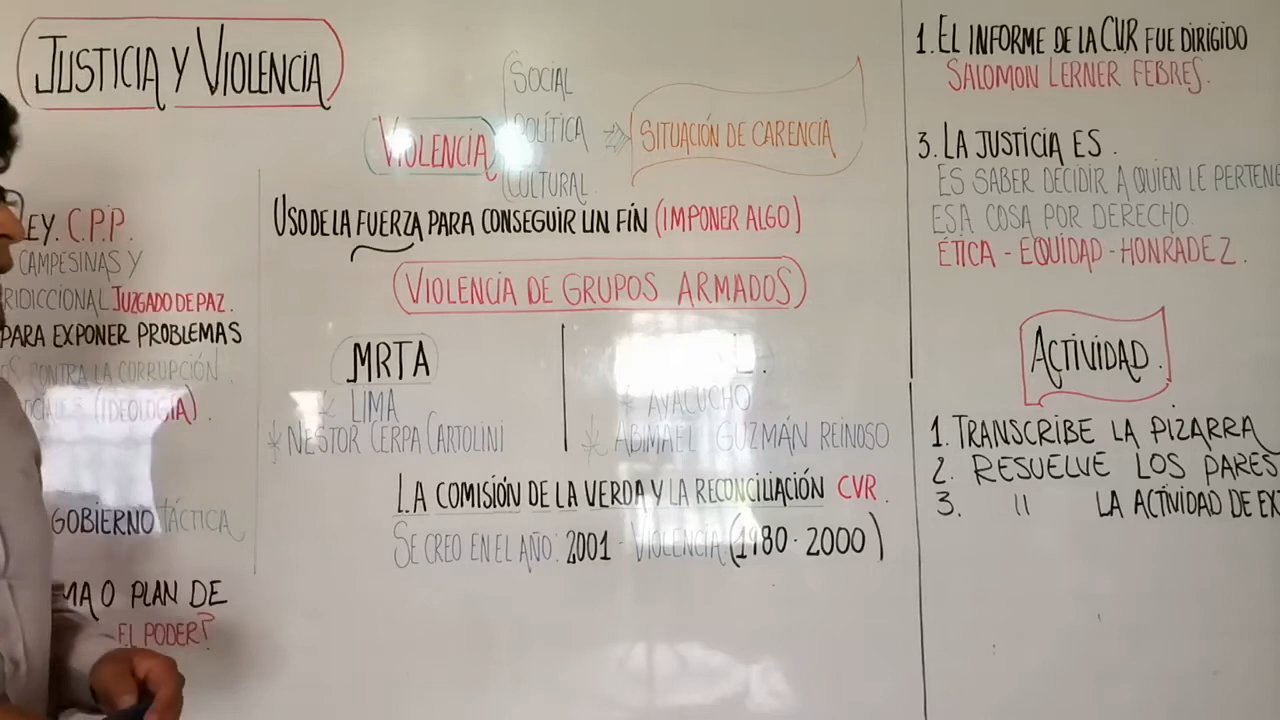 JUSTICIA Y VIOLENCIA
EY. C.P.P.
CAMPESINAS Y
RIDICCIONAL JUZGADO DE PAZ.
PARA EXPONER PROBLEMAS
OS CONTRA LA CORRUPCIÓN.
(IDEOLOGÍA).
GOBIERNO TÁCTICA
MA O PLAN DE
EL PODER?
SOCIAL
VIOLENCIA POLÍTICA ⇒ SITUACIÓN DE CARENCIA
CULTURAL.
USO DE LA FUERZA PARA CONSEGUIR UN FÍN (IMPONER ALGO)
VIOLENCIA DE GRUPOS ARMADOS
MRTA
* LIMA
* NESTOR CERPA CARTOLINI
* AYACUCHO
* ABIMAEL GUZMÁN REINOSO
LA COMISIÓN DE LA VERDA Y LA RECONCILIACIÓN CVR.
SE CREO EN EL AÑO: 2001 - VIOLENCIA (1980 - 2000)
1. EL INFORME DE LA CVR FUE DIRIGIDO
SALOMON LERNER FEBRES.
3. LA JUSTICIA ES.
ES SABER DECIDIR A QUIEN LE PERTENE
ESA COSA POR DERECHO.
ÉTICA - EQUIDAD - HONRADEZ.
ACTIVIDAD.
1. TRANSCRIBE LA PIZARRA
2. RESUELVE LOS PARES
3. " LA ACTIVIDAD DE EX